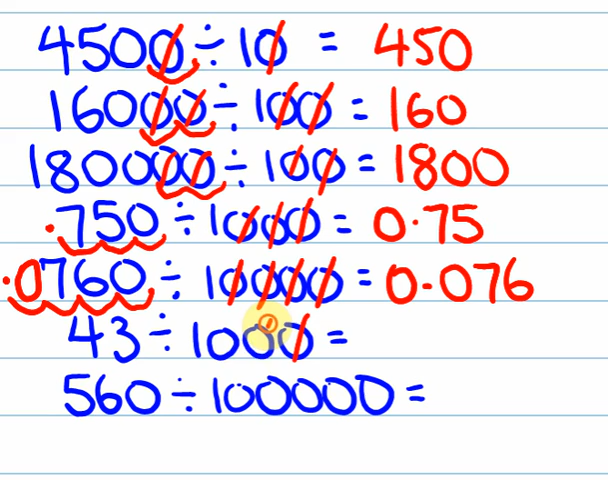 4500 ÷ 10 = 450
16000 ÷ 100 = 160
180000 ÷ 100 = 1800
.750 ÷ 1000 = 0.75
.0760 ÷ 10000 = 0.076
43 ÷ 1000 =
560 ÷ 100000 =